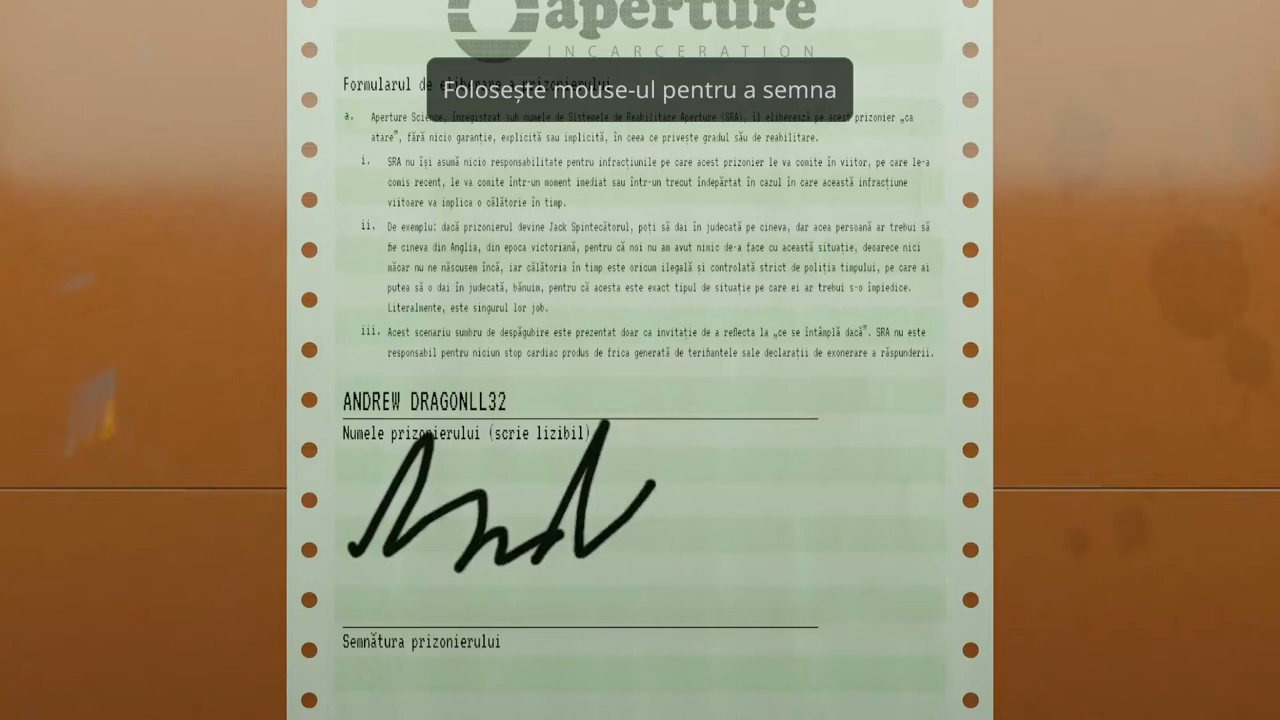 aperture
INCARCERATION
Folosește mouse-ul pentru a semna
Formularul de eliberare a prizonierului
a. Aperture Science, înregistrat sub numele de Sistemele de Reabilitare Aperture (SRA), îl eliberează pe acest prizonier „ca
atare”, fără nicio garanție, explicită sau implicită, în ceea ce privește gradul său de reabilitare.
i. SRA nu își asumă nicio responsabilitate pentru infracțiunile pe care acest prizonier le va comite în viitor, pe care le-a
comis recent, le va comite într-un moment imediat sau într-un trecut îndepărtat în cazul în care această infracțiune
viitoare va implica o călătorie în timp.
ii. De exemplu: dacă prizonierul devine Jack Spintecătorul, poți să dai în judecată pe cineva, dar acea persoană ar trebui să
fie cineva din Anglia, din epoca victoriană, pentru că noi nu am avut nimic de-a face cu această situație, deoarece nici
măcar nu ne născusem încă, iar călătoria în timp este oricum ilegală și controlată strict de poliția timpului, pe care ai
putea să o dai în judecată, bănuim, pentru că acesta este exact tipul de situație pe care ei ar trebui s-o împiedice.
Literalmente, este singurul lor job.
iii. Acest scenariu sumbru de despăgubire este prezentat doar ca invitație de a reflecta la „ce se întâmplă dacă”. SRA nu este
responsabil pentru niciun stop cardiac produs de frica generată de terifiantele sale declarații de exonerare a răspunderii.
ANDREW DRAGONLL32
Numele prizonierului (scrie lizibil)
Semnătura prizonierului